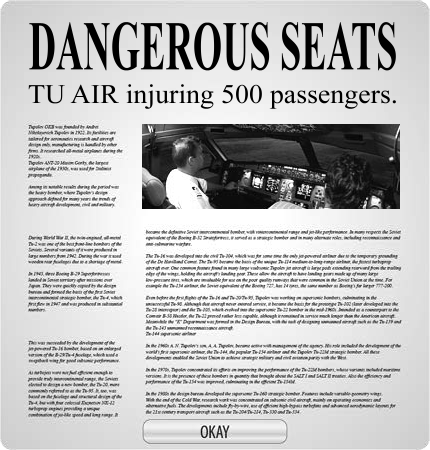 DANGEROUS SEATS
TU AIR injuring 500 passengers.
Tupolev OKB was founded by Andrei
Nikolayevich Tupolev in 1922. Its facilities are
tailored for aeronautics research and aircraft
design only, manufacturing is handled by other
firms. It researched all-metal airplanes during the
1920s.
Tupolev ANT-20 Maxim Gorky, the largest
airplane of the 1930s, was used for Stalinist
propaganda.
Among its notable results during the period was
the heavy bomber, where Tupolev's design
approach defined for many years the trends of
heavy aircraft development, civil and military.
During World War II, the twin-engined, all-metal
Tu-2 was one of the best front-line bombers of the
Soviets. Several variants of it were produced in
large numbers from 1942. During the war it used
wooden rear fuselages due to a shortage of metal.
In 1945, three Boeing B-29 Superfortresses
landed in Soviet territory after missions over
Japan. They were quickly copied by the design
bureau and formed the basis of the first Soviet
intercontinental strategic bomber, the Tu-4, which
first flew in 1947 and was produced in substantial
numbers.
This was succeeded by the development of the
jet-powered Tu-16 bomber, based on an enlarged
version of the B-29/Tu-4 fuselage, which used a
sweptback wing for good subsonic performance.
As turbojets were not fuel efficient enough to
provide truly intercontinental range, the Soviets
elected to design a new bomber, the Tu-20, more
commonly referred to as the Tu-95. It, too, was
based on the fuselage and structural design of the
Tu-4, but with four colossal Kuznetsov NK-12
turboprop engines providing a unique
combination of jet-like speed and long range. It
became the definitive Soviet intercontinental bomber, with intercontinental range and jet-like performance. In many respects the Soviet
equivalent of the Boeing B-52 Stratofortress, it served as a strategic bomber and in many alternate roles, including reconnaissance and
anti-submarine warfare.
The Tu-16 was developed into the civil Tu-104, which was for some time the only jet-powered airliner due to the temporary grounding
of the De Havilland Comet. The Tu-95 became the basis of the unique Tu-114 medium-to-long-range airliner, the fastest turboprop
aircraft ever. One common feature found in many large subsonic Tupolev jet aircraft is large pods extending rearward from the trailing
edge of the wings, holding the aircraft's landing gear. These allowed the aircraft to have landing gears made up of many large
low-pressure tires, which are invaluable for use on the poor quality runways that were common in the Soviet Union at the time. For
example the Tu-154 airliner, the Soviet equivalent of the Boeing 727, has 14 tires, the same number as Boeing's far larger 777-200.
Even before the first flights of the Tu-16 and Tu-20/Tu-95, Tupolev was working on supersonic bombers, culminating in the
unsuccessful Tu-98. Although that aircraft never entered service, it became the basis for the prototype Tu-102 (later developed into the
Tu-28 interceptor) and the Tu-105, which evolved into the supersonic Tu-22 bomber in the mid-1960s. Intended as a counterpart to the
Convair B-58 Hustler, the Tu-22 proved rather less capable, although it remained in service much longer than the American aircraft.
Meanwhile the "K" Department was formed in the Design Bureau, with the task of designing unmanned aircraft such as the Tu-139 and
the Tu-143 unmanned reconnaissance aircraft
Tu-144 supersonic airliner
In the 1960s A. N. Tupolev's son, A. A. Tupolev, became active with management of the agency. His role included the development of
the world's first supersonic airliner, the Tu-144, the popular Tu-154 airliner and the Tupolev Tu-22M strategic bomber. All these
developments enabled the Soviet Union to achieve strategic military and civil aviation parity with the West.
In the 1970s, Tupolev concentrated its efforts on improving the performance of the Tu-22M bombers, whose variants included maritime
versions. It is the presence of these bombers in quantity that brought about the SALT I and SALT II treaties. Also the efficiency and
performance of the Tu-154 was improved, culminating in the efficient Tu-154M.
In the 1980s the design bureau developed the supersonic Tu-160 strategic bomber. Features include variable-geometry wings.
With the end of the Cold War, research work was concentrated on subsonic civil aircraft, mainly on operating economics and
alternative fuels. The developments include fly-by-wire, use of efficient high-bypass turbofans and advanced aerodynamic layouts for
the 21st century transport aircraft such as the Tu-204/Tu-214, Tu-330 and Tu-334.
OKAY